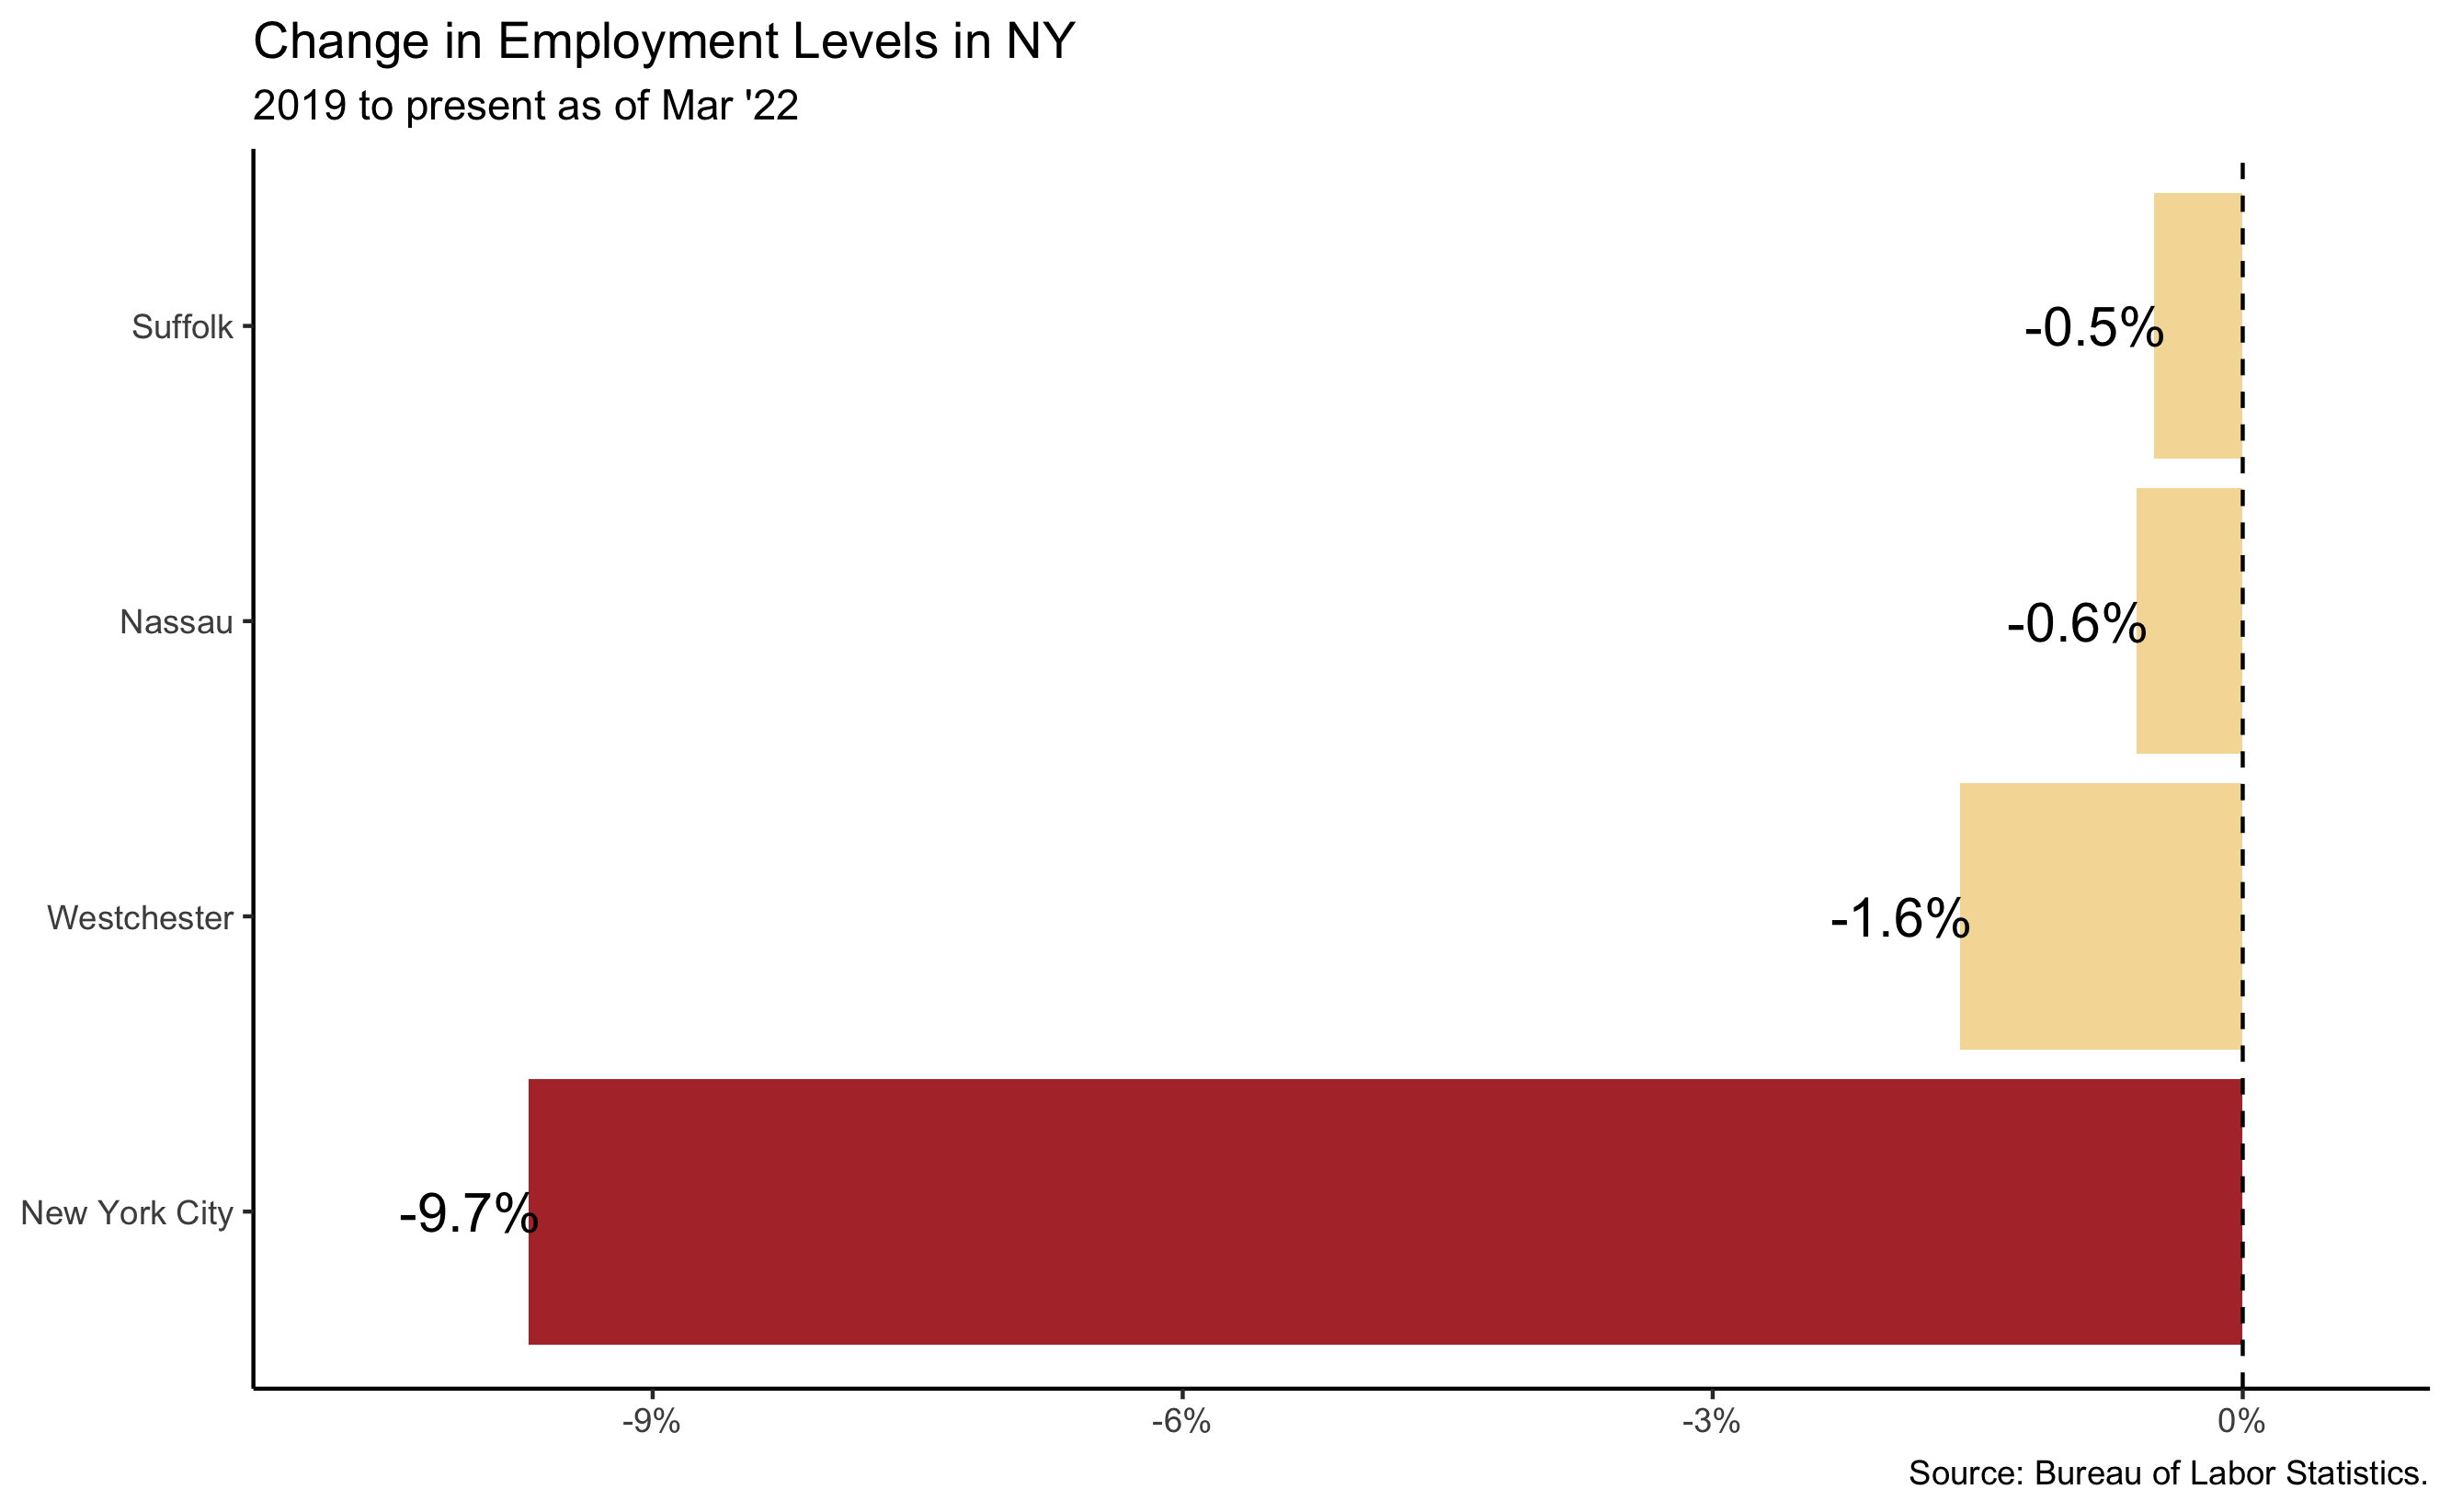 Change in Employment Levels in NY
2019 to present as of Mar '22
Suffolk
-0.5%
Nassau
-0.6%
Westchester
-1.6%
New York City
-9.7%
-9%
-6%
-3%
0%
Source: Bureau of Labor Statistics.